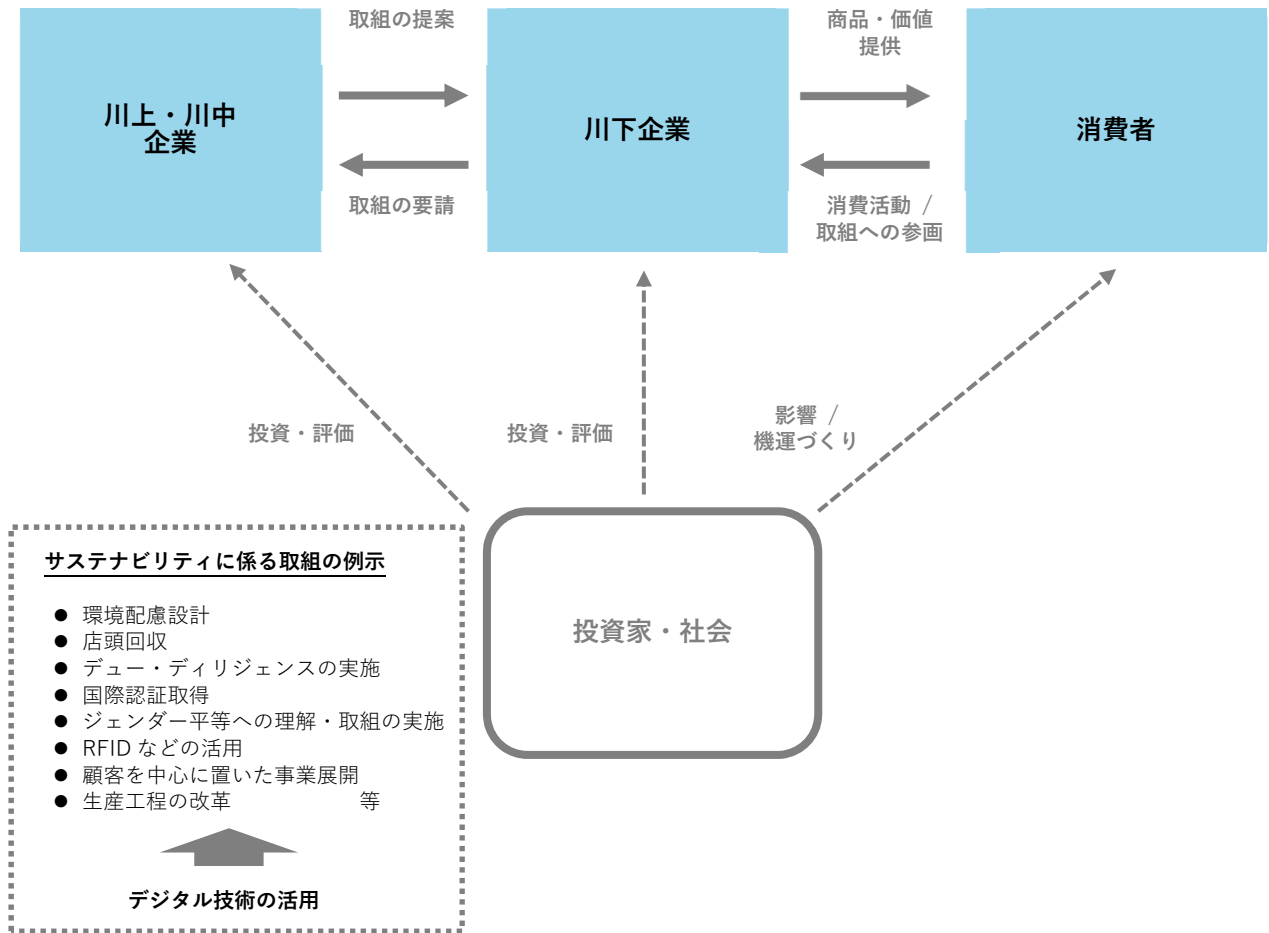 取組の提案
商品・価値
提供
川上・川中
企業
川下企業
消費者
取組の要請
消費活動 /
取組への参画
投資・評価
投資・評価
影響 /
機運づくり
サステナビリティに係る取組の例示
● 環境配慮設計
● 店頭回収
● デュー・ディリジェンスの実施
● 国際認証取得
● ジェンダー平等への理解・取組の実施
● RFID などの活用
● 顧客を中心に置いた事業展開
● 生産工程の改革 等
デジタル技術の活用
投資家・社会